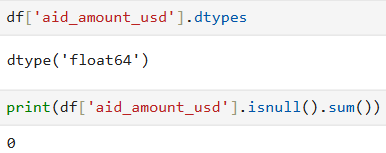 df['aid_amount_usd'].dtypes
dtype('float64')
print(df['aid_amount_usd'].isnull().sum())
0